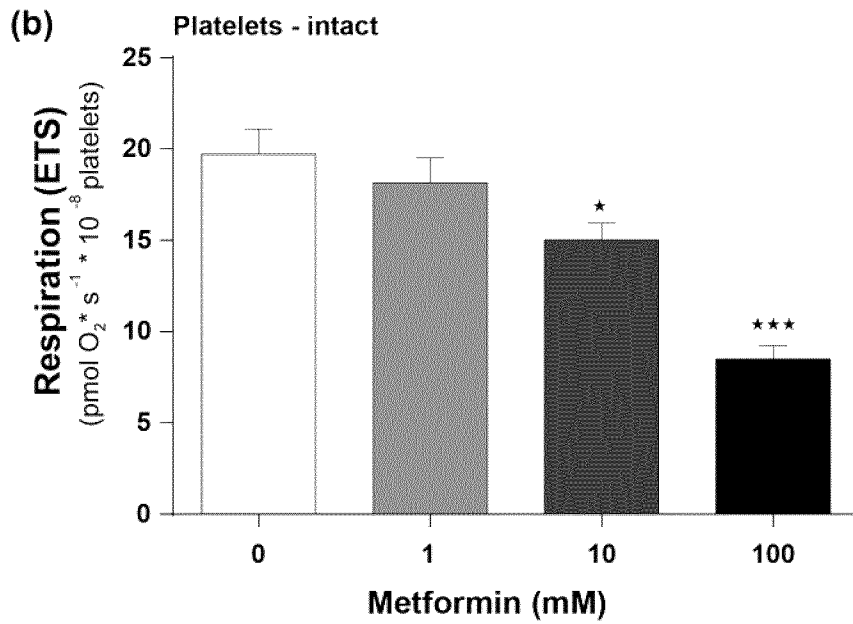 (b)
Platelets - intact
Respiration (ETS)
(pmol O₂* s⁻¹ * 10⁻⁸ platelets)
25
20
15
10
5
0
★
★★★
0 1 10 100
Metformin (mM)